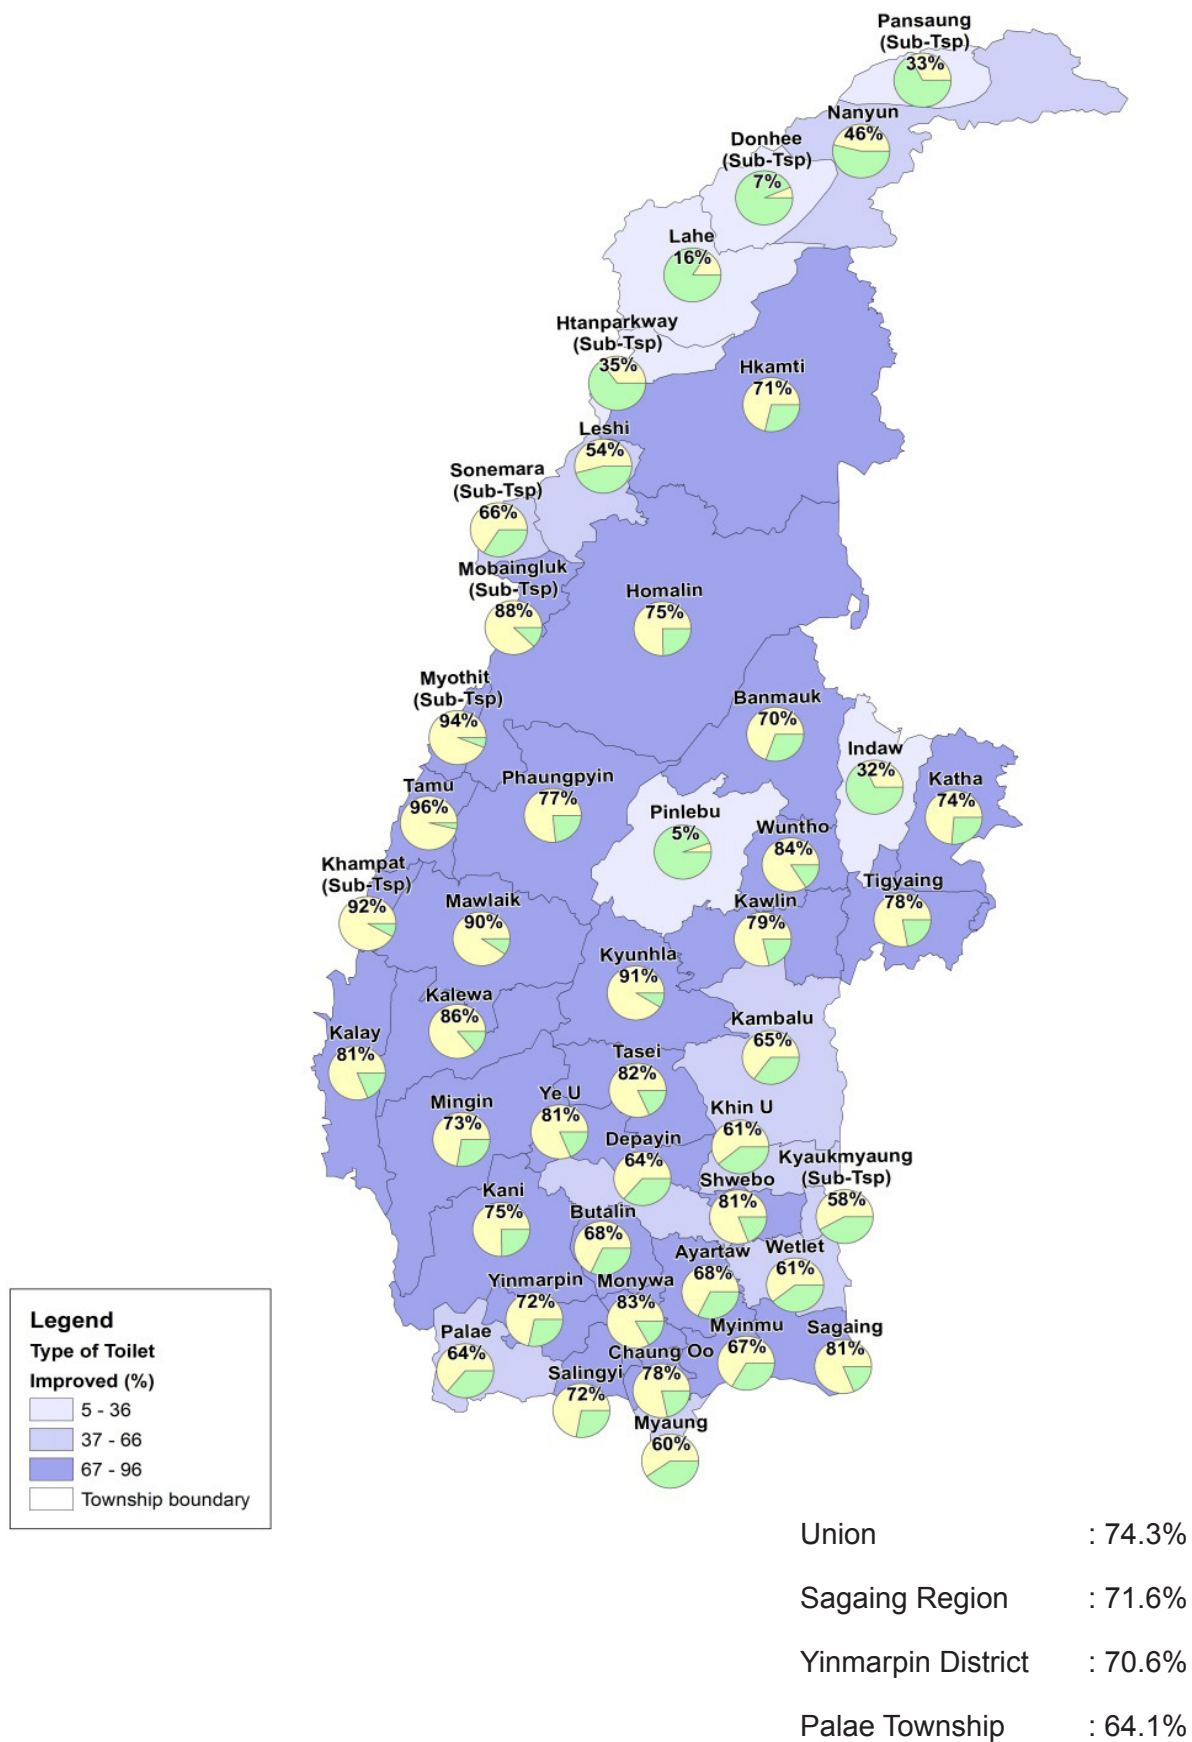 Pansaung
(Sub-Tsp)
33%
Nanyun
46%
Donhee
(Sub-Tsp)
7%
Lahe
16%
Htanparkway
(Sub-Tsp)
35%
Hkamti
71%
Leshi
54%
Sonemara
(Sub-Tsp)
66%
Mobaingluk
(Sub-Tsp)
88%
Homalin
75%
Myothit
(Sub-Tsp)
94%
Banmauk
70%
Indaw
32%
Katha
74%
Tamu
96%
Phaungpyin
77%
Pinlebu
5%
Wuntho
84%
Khampat
(Sub-Tsp)
92%
Mawlaik
90%
Kawlin
79%
Tigyaing
78%
Kyunhla
91%
Kalewa
86%
Kambalu
65%
Kalay
81%
Tasei
82%
Mingin
73%
Ye U
81%
Khin U
61%
Depayin
64%
Kyaukmyaung
(Sub-Tsp)
58%
Shwebo
81%
Kani
75%
Butalin
68%
Ayartaw
68%
Wetlet
61%
Yinmarpin
72%
Monywa
83%
Myinmu
67%
Sagaing
81%
Palae
64%
Salingyi
72%
Chaung Oo
78%
Myaung
60%
Legend
Type of Toilet
Improved (%)
5 - 36
37 - 66
67 - 96
Township boundary
Union : 74.3%
Sagaing Region : 71.6%
Yinmarpin District : 70.6%
Palae Township : 64.1%